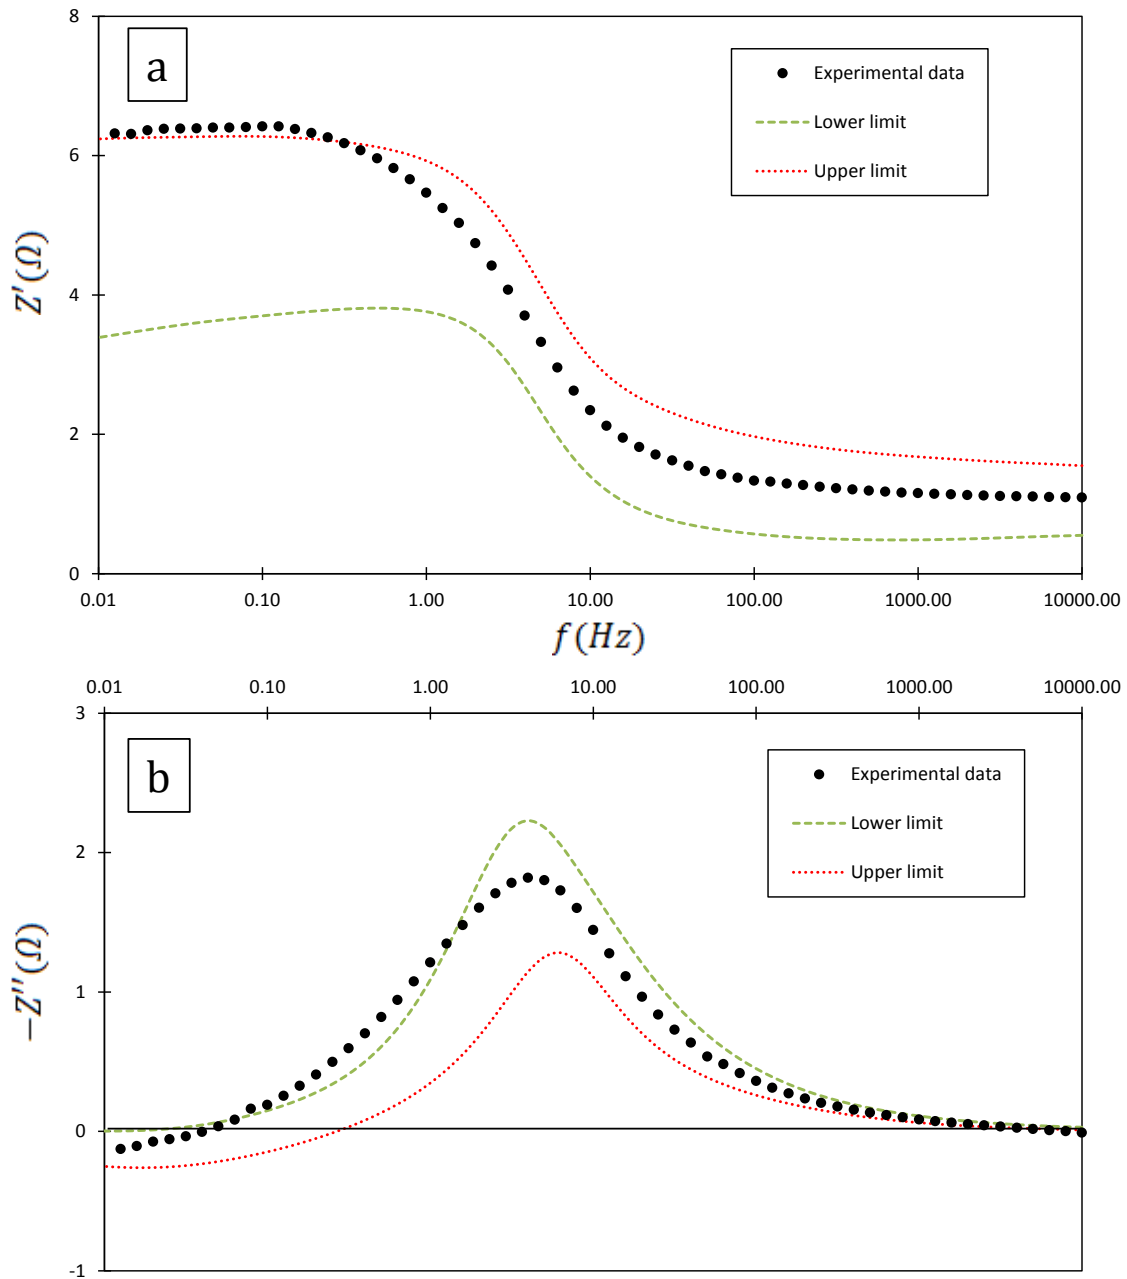 8
a
Experimental data
Lower limit
Upper limit
6
Z′(Ω)
4
2
0
0.01 0.10 1.00 10.00 100.00 1000.00 10000.00
f(Hz)
0.01 0.10 1.00 10.00 100.00 1000.00 10000.00
3
b
Experimental data
Lower limit
Upper limit
2
−Z′′(Ω)
1
0
-1